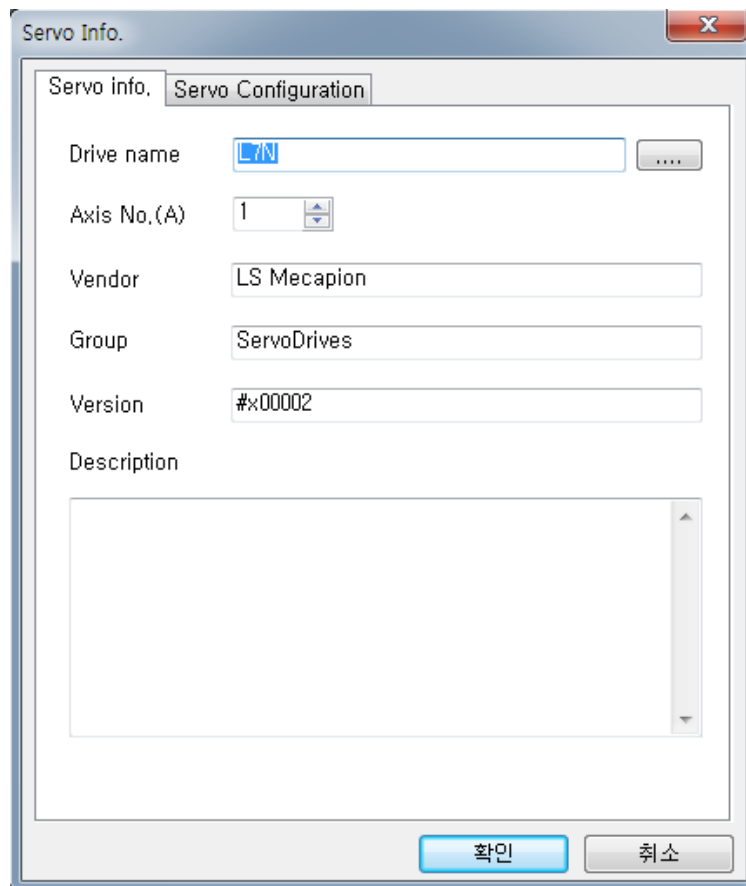 Servo Info.
Servo info. Servo Configuration
Drive name L7N ....
Axis No.(A) 1
Vendor LS Mecapion
Group ServoDrives
Version #x00002
Description
확인 취소